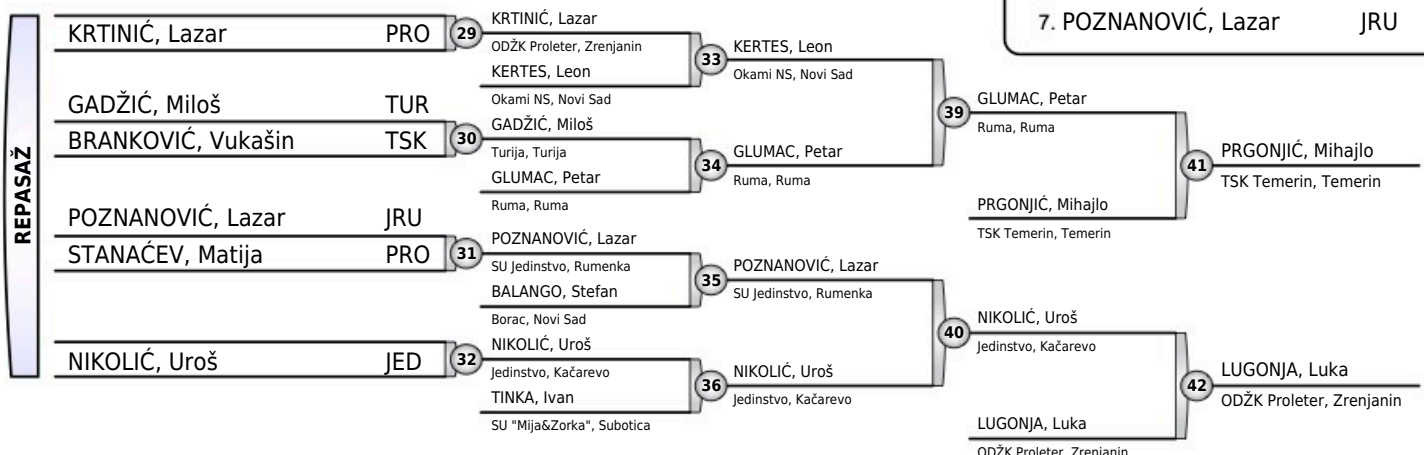 7. POZNANOVIĆ, Lazar JRU
REPASAŽ
KRTINIĆ, Lazar PRO
GADŽIĆ, Miloš TUR
BRANKOVIĆ, Vukašin TSK
POZNANOVIĆ, Lazar JRU
STANAĆEV, Matija PRO
NIKOLIĆ, Uroš JED
29
30
31
32
KRTINIĆ, Lazar
ODŽK Proleter, Zrenjanin
KERTES, Leon
Okami NS, Novi Sad
GADŽIĆ, Miloš
Turija, Turija
GLUMAC, Petar
Ruma, Ruma
POZNANOVIĆ, Lazar
SU Jedinstvo, Rumenka
BALANGO, Stefan
Borac, Novi Sad
NIKOLIĆ, Uroš
Jedinstvo, Kačarevo
TINKA, Ivan
SU "Mija&Zorka", Subotica
33
34
35
36
KERTES, Leon
Okami NS, Novi Sad
GLUMAC, Petar
Ruma, Ruma
POZNANOVIĆ, Lazar
SU Jedinstvo, Rumenka
NIKOLIĆ, Uroš
Jedinstvo, Kačarevo
39
40
GLUMAC, Petar
Ruma, Ruma
PRGONJIĆ, Mihajlo
TSK Temerin, Temerin
NIKOLIĆ, Uroš
Jedinstvo, Kačarevo
LUGONJA, Luka
ODŽK Proleter, Zrenjanin
41
42
PRGONJIĆ, Mihajlo
TSK Temerin, Temerin
LUGONJA, Luka
ODŽK Proleter, Zrenjanin